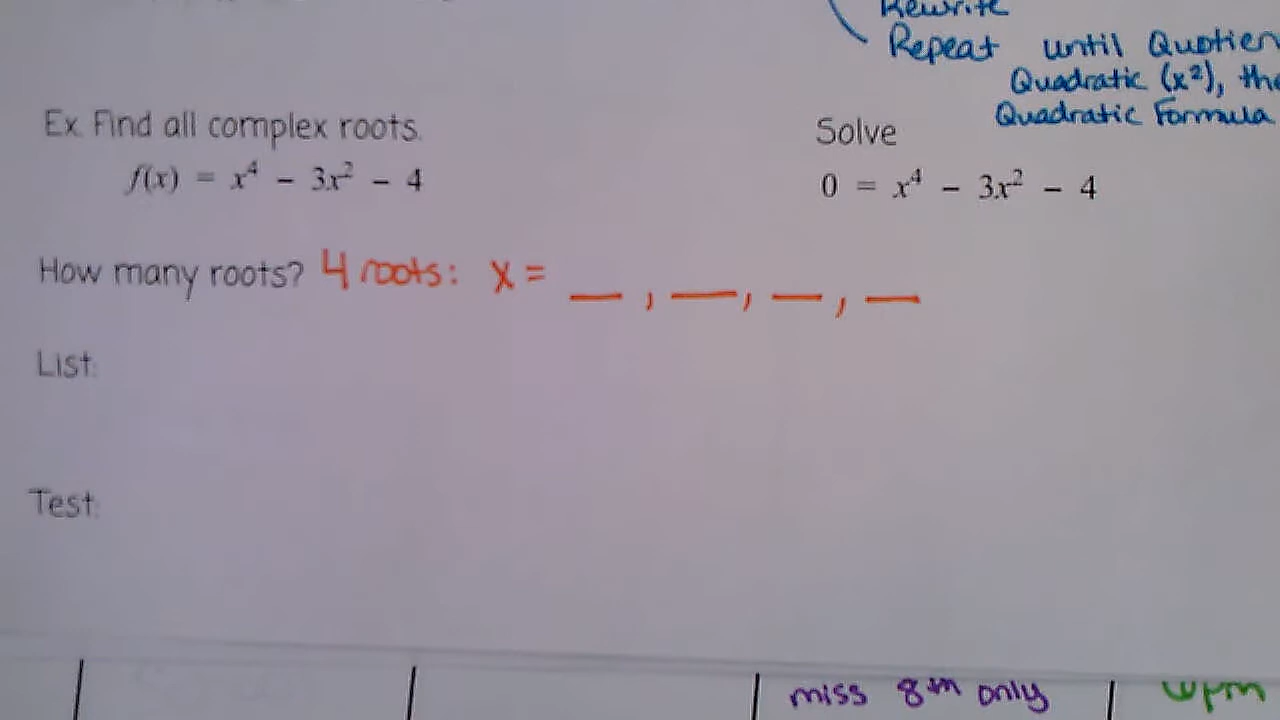 Rewrite
Repeat until Quotien
Quadratic (x²), the
Quadratic Formula
Ex. Find all complex roots.
f(x) = x⁴ − 3x² − 4
Solve
0 = x⁴ − 3x² − 4
How many roots? 4 roots: x = __ , __ , __ , __
List:
Test:
miss 8th only